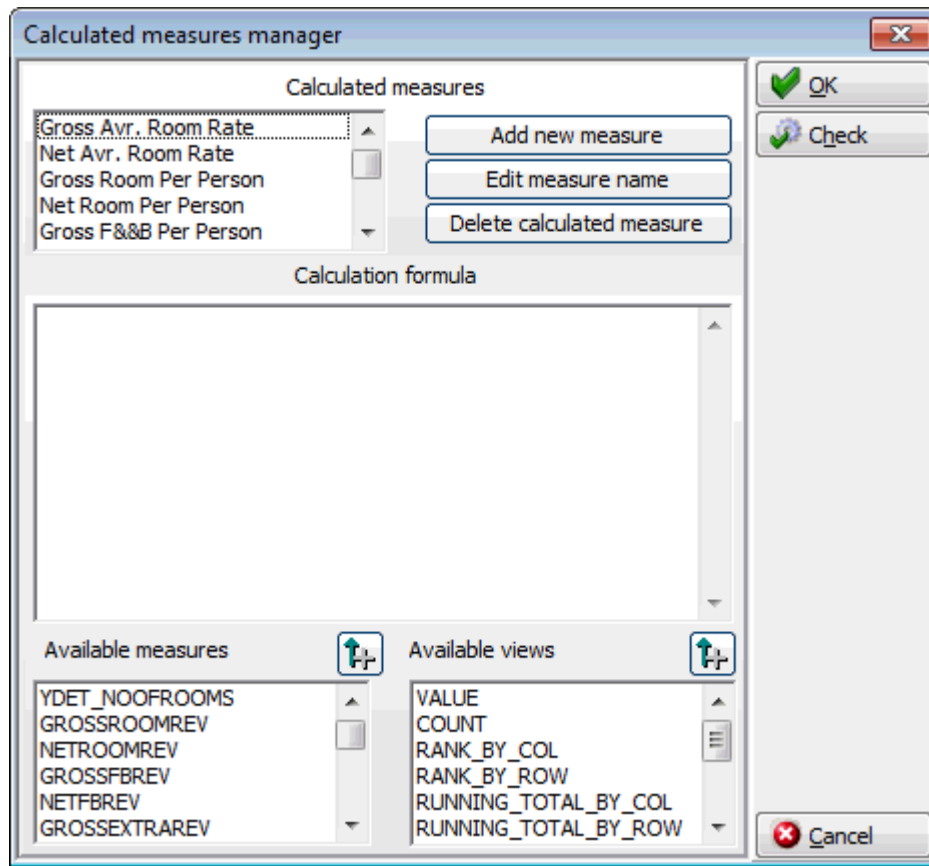 Calculated measures manager
Calculated measures
Gross Avr. Room Rate
Net Avr. Room Rate
Gross Room Per Person
Net Room Per Person
Gross F&&B Per Person
Add new measure
Edit measure name
Delete calculated measure
OK
Check
Calculation formula
Available measures
YDET_NOOFROOMS
GROSSROOMREV
NETROOMREV
GROSSFBREV
NETFBREV
GROSSEXTRAREV
Available views
VALUE
COUNT
RANK_BY_COL
RANK_BY_ROW
RUNNING_TOTAL_BY_COL
RUNNING_TOTAL_BY_ROW
Cancel